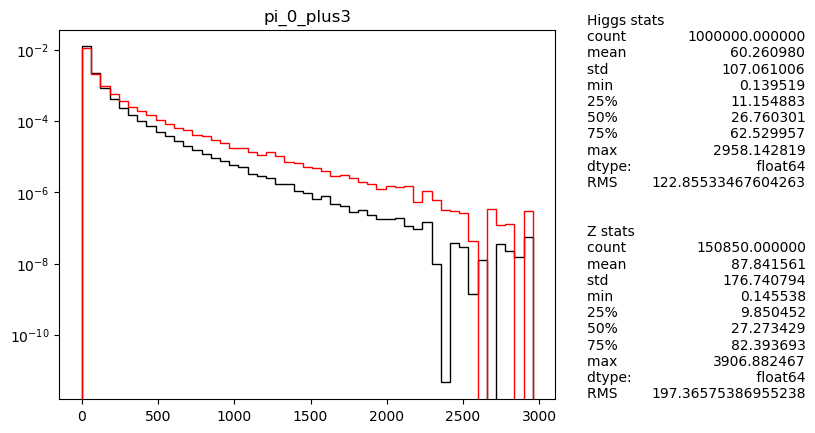 pi_0_plus3
10^-2
10^-4
10^-6
10^-8
10^-10
0
500
1000
1500
2000
2500
3000
Higgs stats
count 1000000.000000
mean 60.260980
std 107.061006
min 0.139519
25% 11.154883
50% 26.760301
75% 62.529957
max 2958.142819
dtype: float64
RMS 122.85533467604263
Z stats
count 150850.000000
mean 87.841561
std 176.740794
min 0.145538
25% 9.850452
50% 27.273429
75% 82.393693
max 3906.882467
dtype: float64
RMS 197.36575386955238